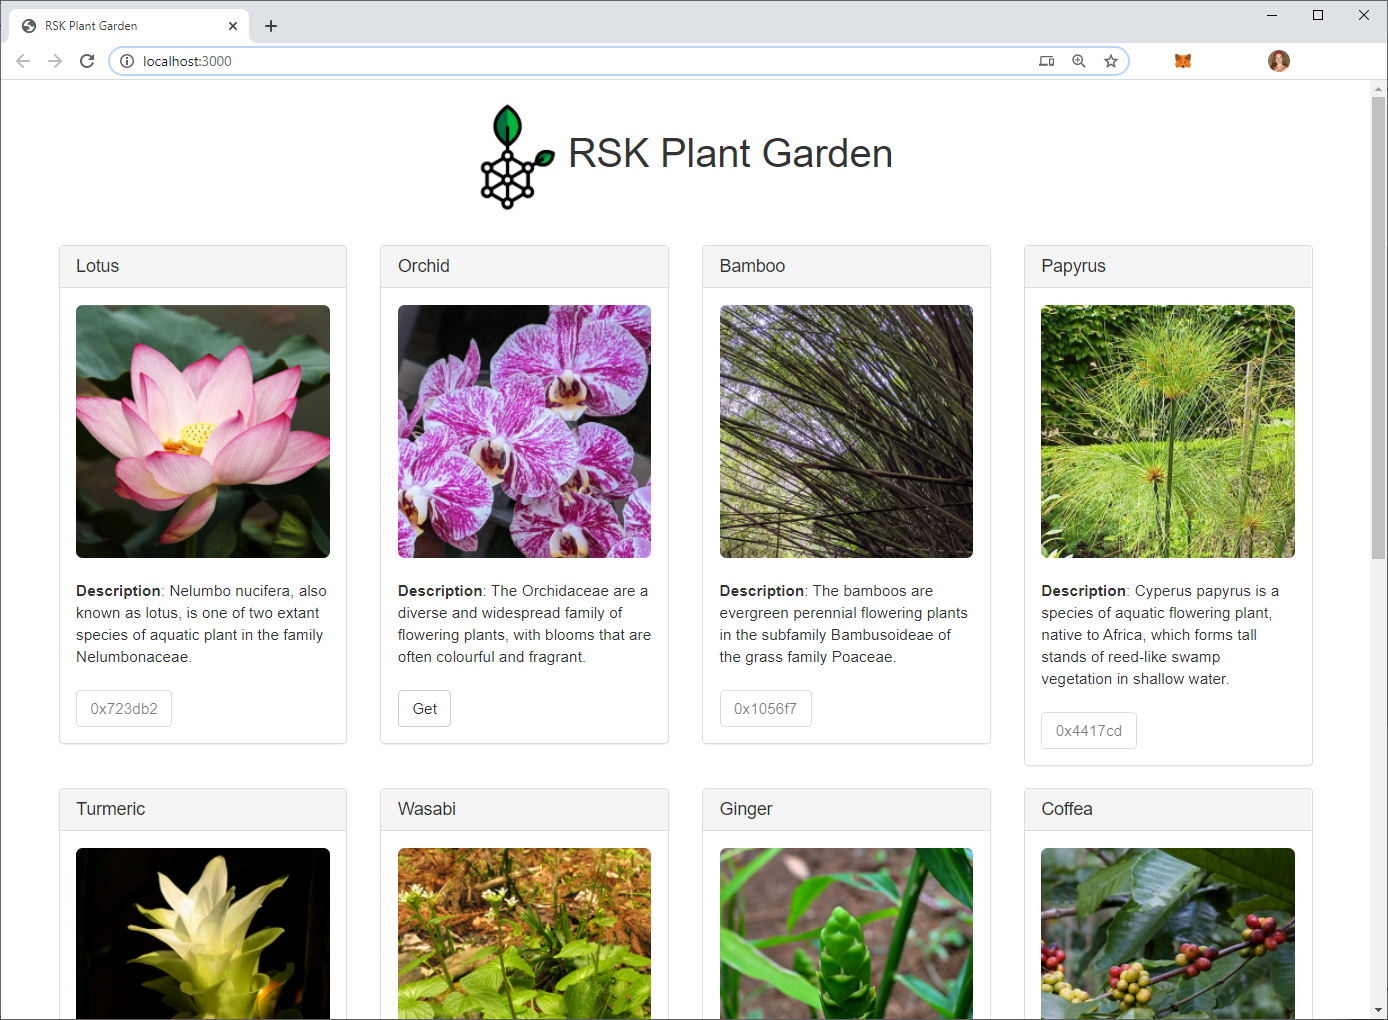 RSK Plant Garden
localhost:3000
RSK Plant Garden
Lotus
Description: Nelumbo nucifera, also
known as lotus, is one of two extant
species of aquatic plant in the family
Nelumbonaceae.
0x723db2
Orchid
Description: The Orchidaceae are a
diverse and widespread family of
flowering plants, with blooms that are
often colourful and fragrant.
Get
Bamboo
Description: The bamboos are
evergreen perennial flowering plants
in the subfamily Bambusoideae of
the grass family Poaceae.
0x1056f7
Papyrus
Description: Cyperus papyrus is a
species of aquatic flowering plant,
native to Africa, which forms tall
stands of reed-like swamp
vegetation in shallow water.
0x4417cd
Turmeric
Wasabi
Ginger
Coffea